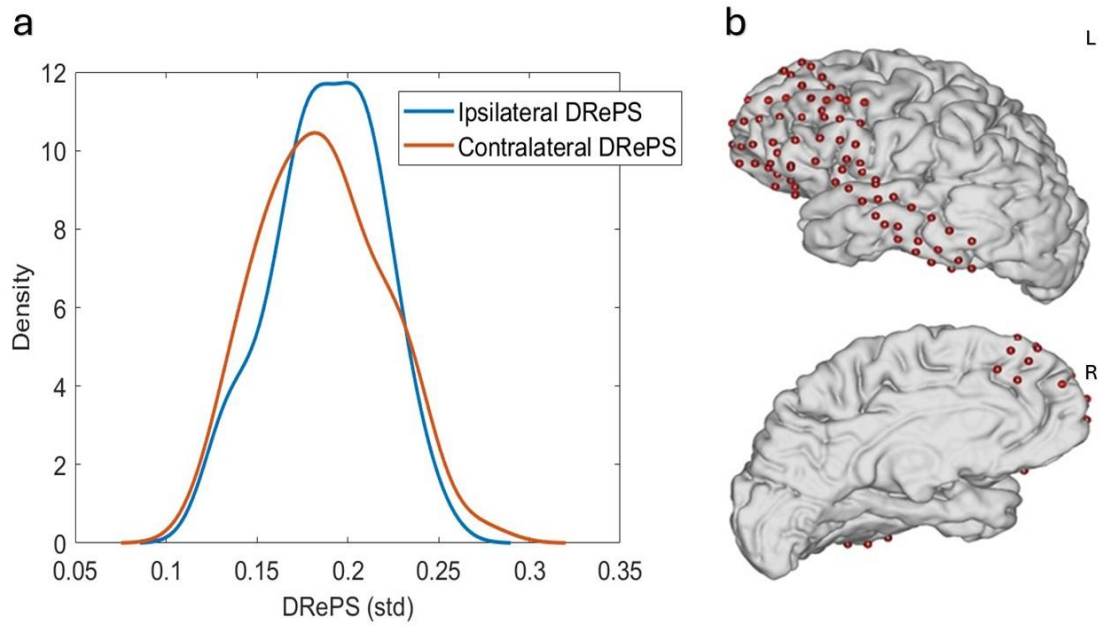 a
b
L
12
10
8
6
4
2
0
Density
Ipsilateral DRePS
Contralateral DRePS
R
0.05 0.1 0.15 0.2 0.25 0.3 0.35
DRePS (std)